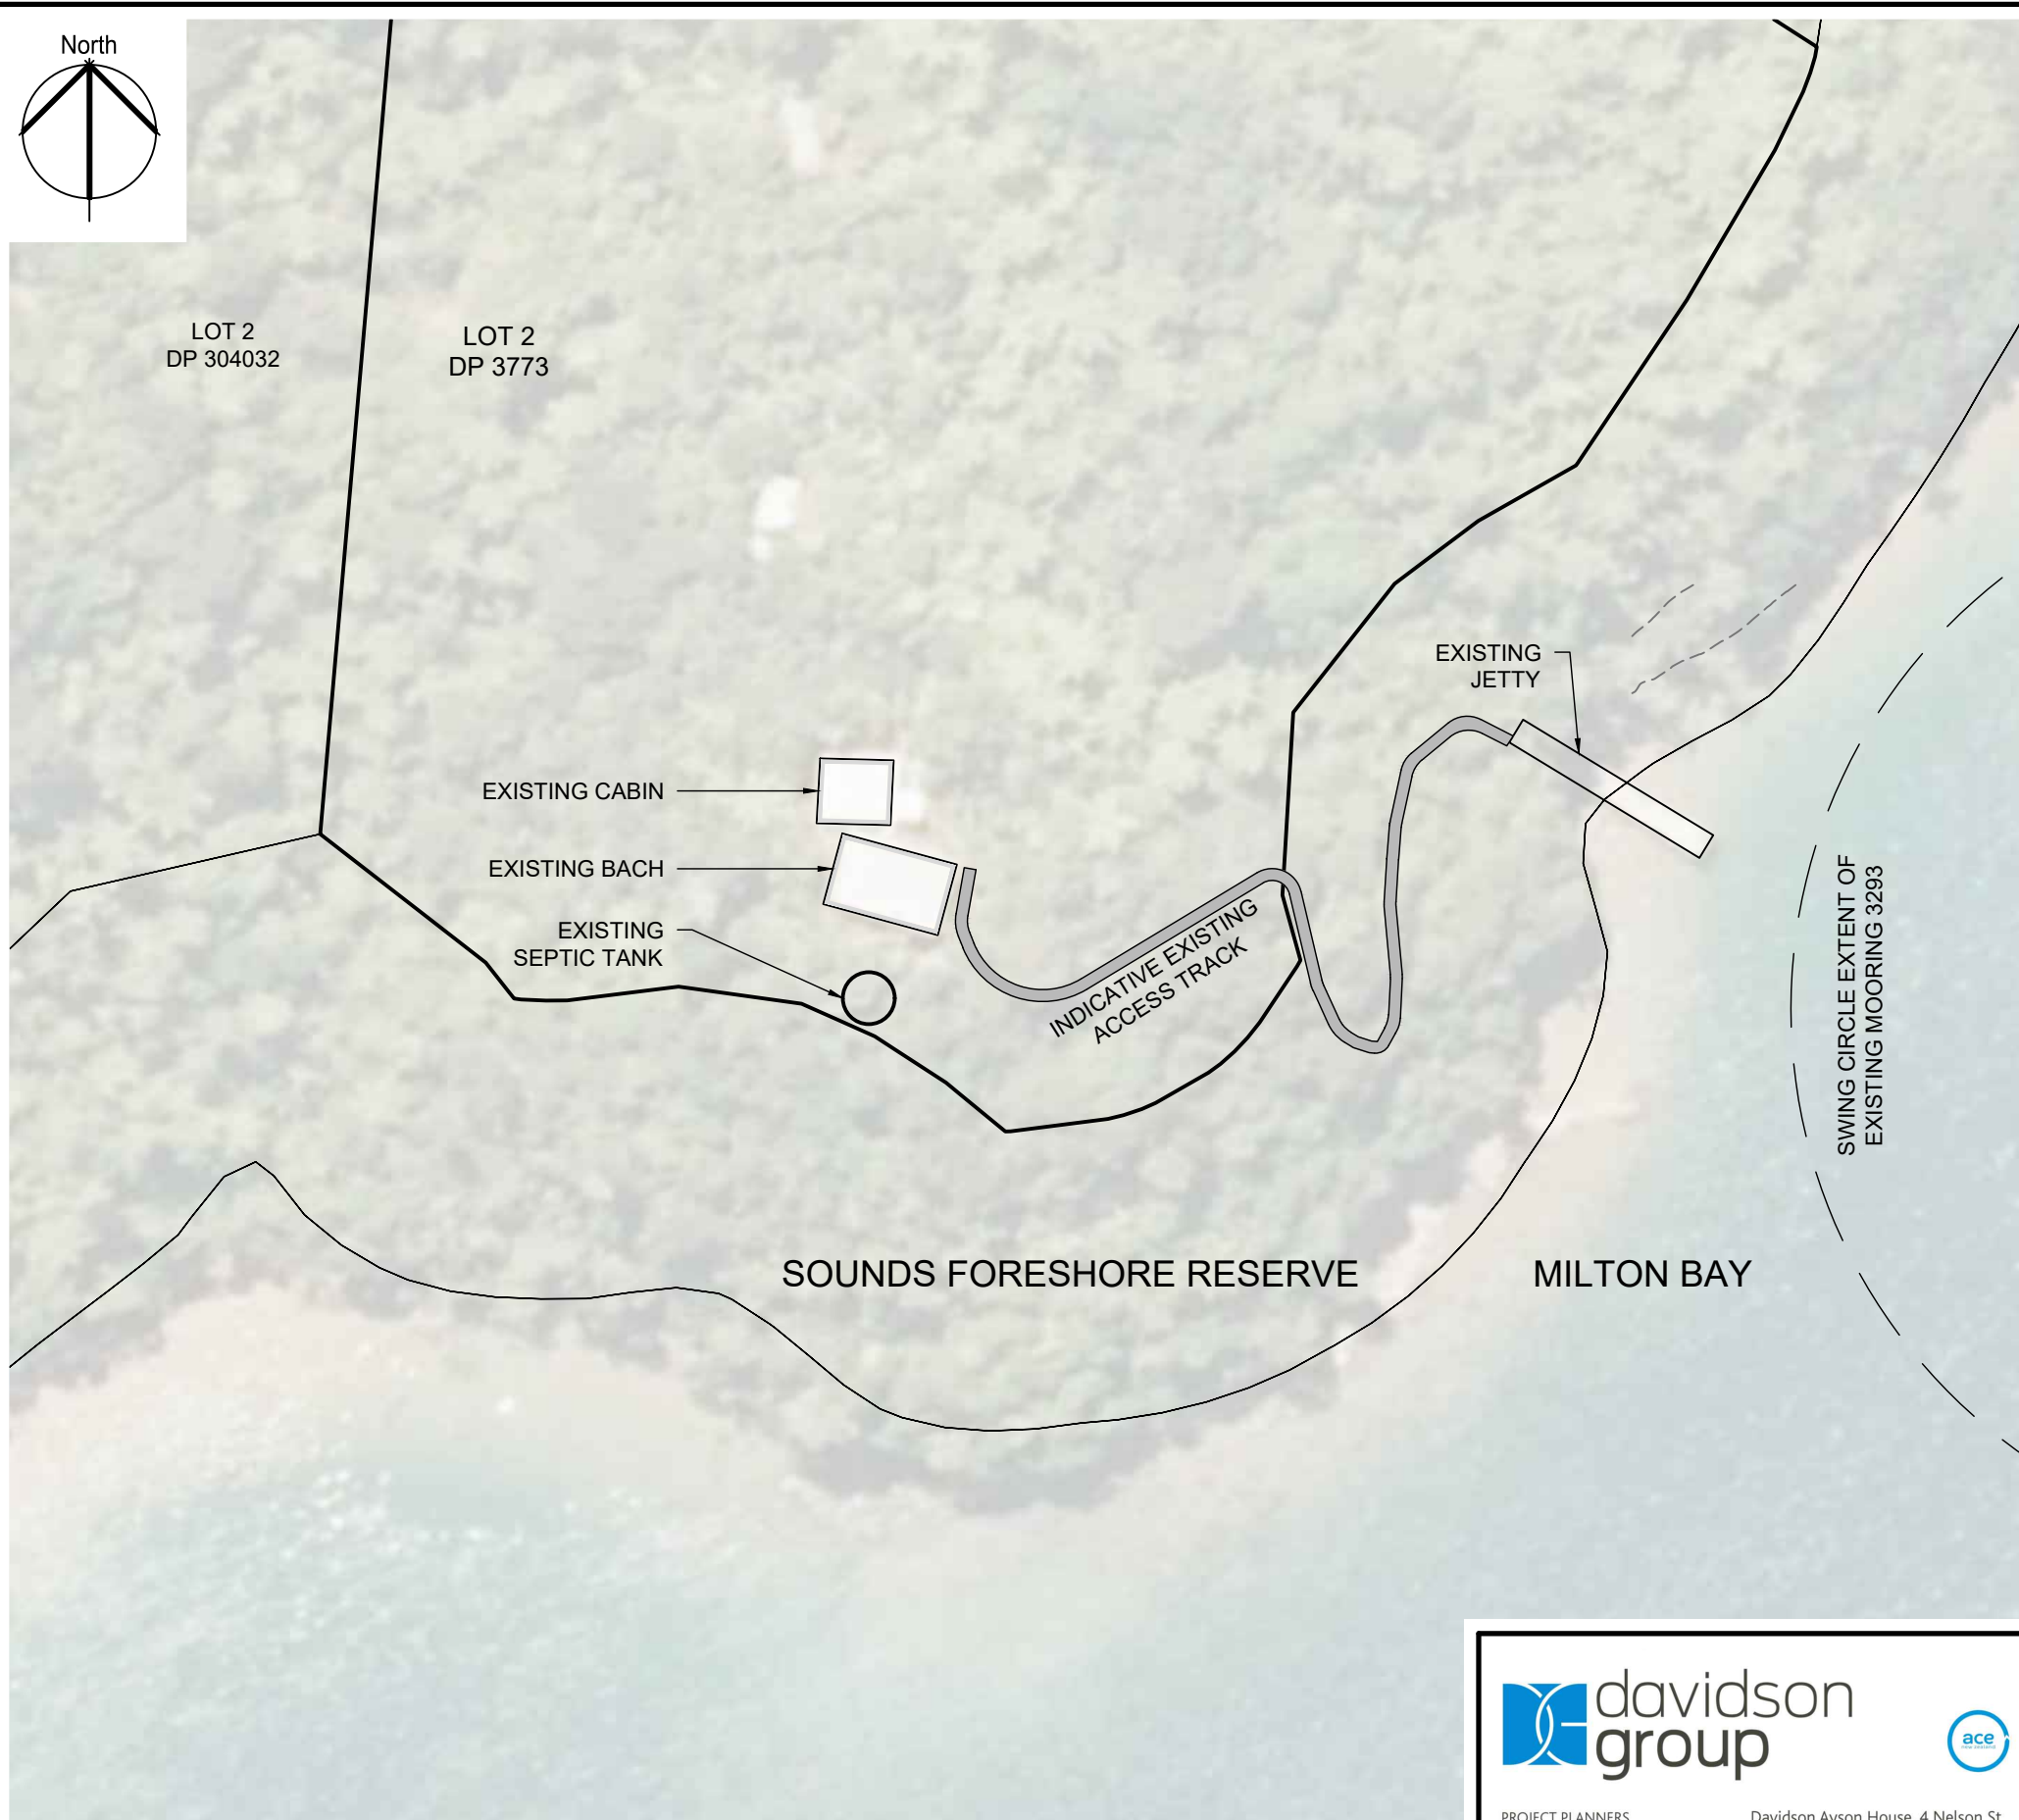 North
LOT 2
DP 304032
LOT 2
DP 3773
EXISTING
JETTY
EXISTING CABIN
EXISTING BACH
EXISTING
SEPTIC TANK
INDICATIVE EXISTING
ACCESS TRACK
SWING CIRCLE EXTENT OF
EXISTING MOORING 3293
SOUNDS FORESHORE RESERVE
MILTON BAY
davidson
group
ace
PROJECT PLANNERS
Davidson Ayson House, 4 Nelson St